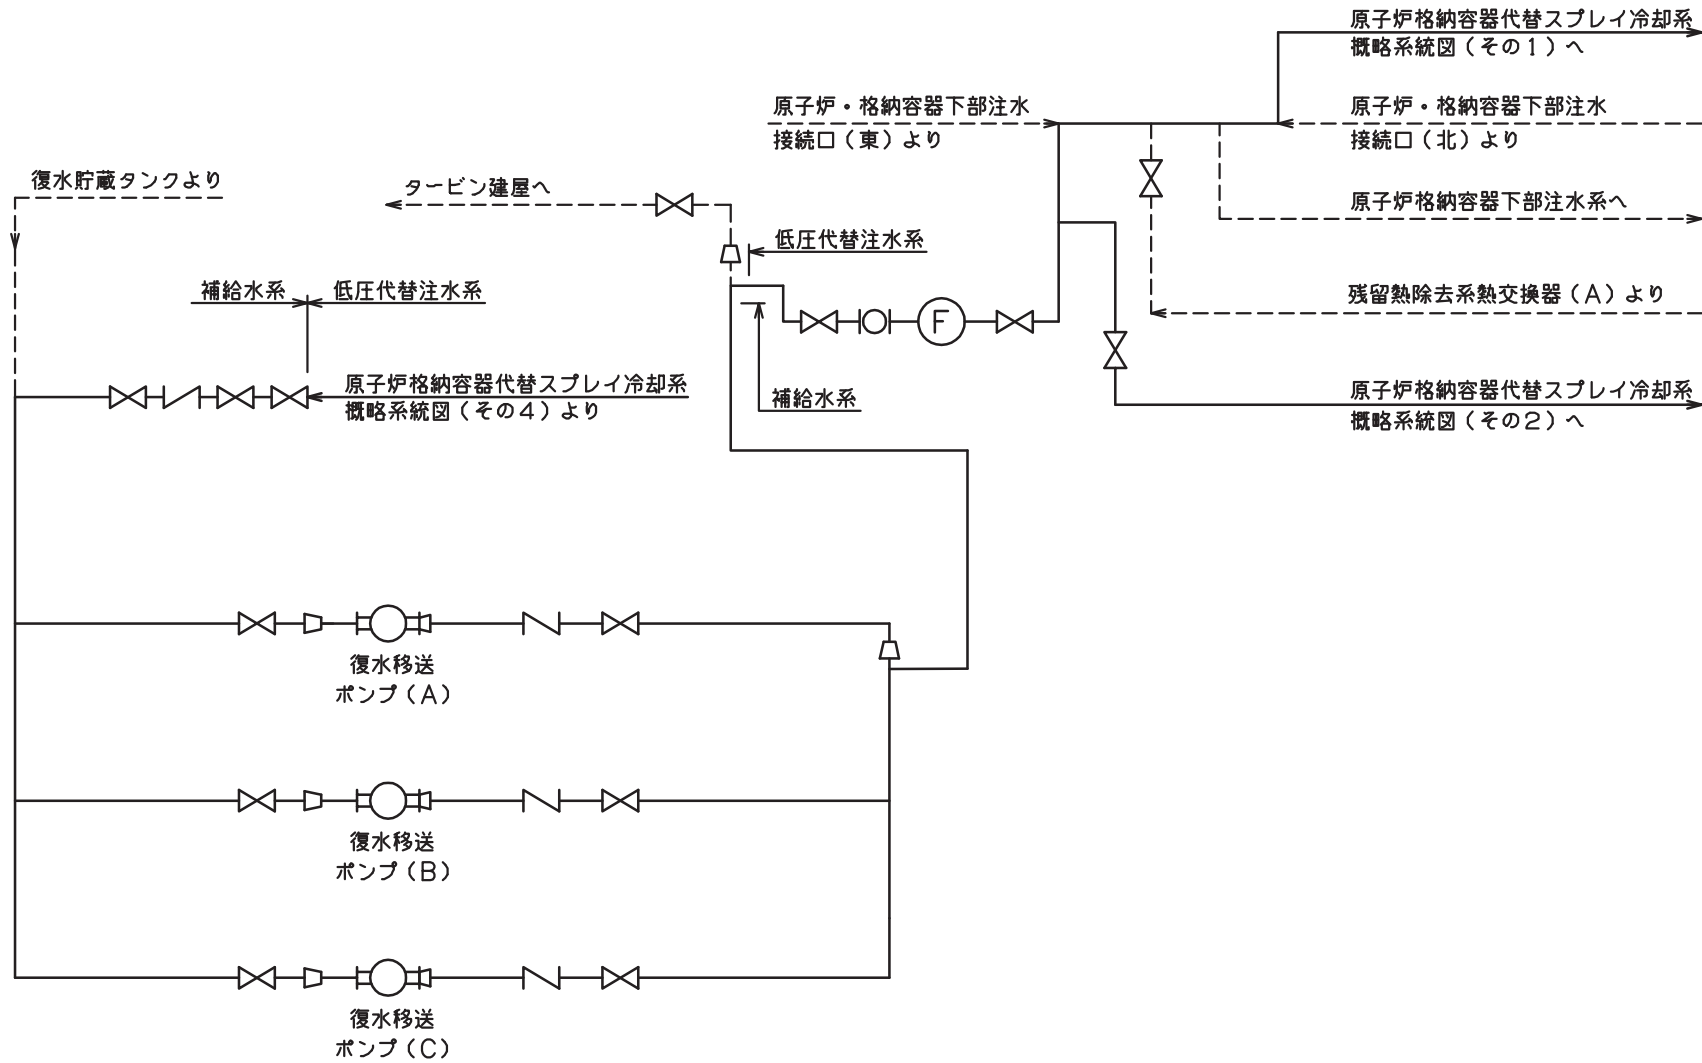 原子炉格納容器代替スプレイ冷却系
概略系統図（その１）へ
原子炉・格納容器下部注水
接続口（東）より
原子炉・格納容器下部注水
接続口（北）より
復水貯蔵タンクより
タービン建屋へ
原子炉格納容器下部注水系へ
低圧代替注水系
補給水系
低圧代替注水系
残留熱除去系熱交換器（A）より
F
原子炉格納容器代替スプレイ冷却系
概略系統図（その４）より
補給水系
原子炉格納容器代替スプレイ冷却系
概略系統図（その２）へ
復水移送
ポンプ（A）
復水移送
ポンプ（B）
復水移送
ポンプ（C）